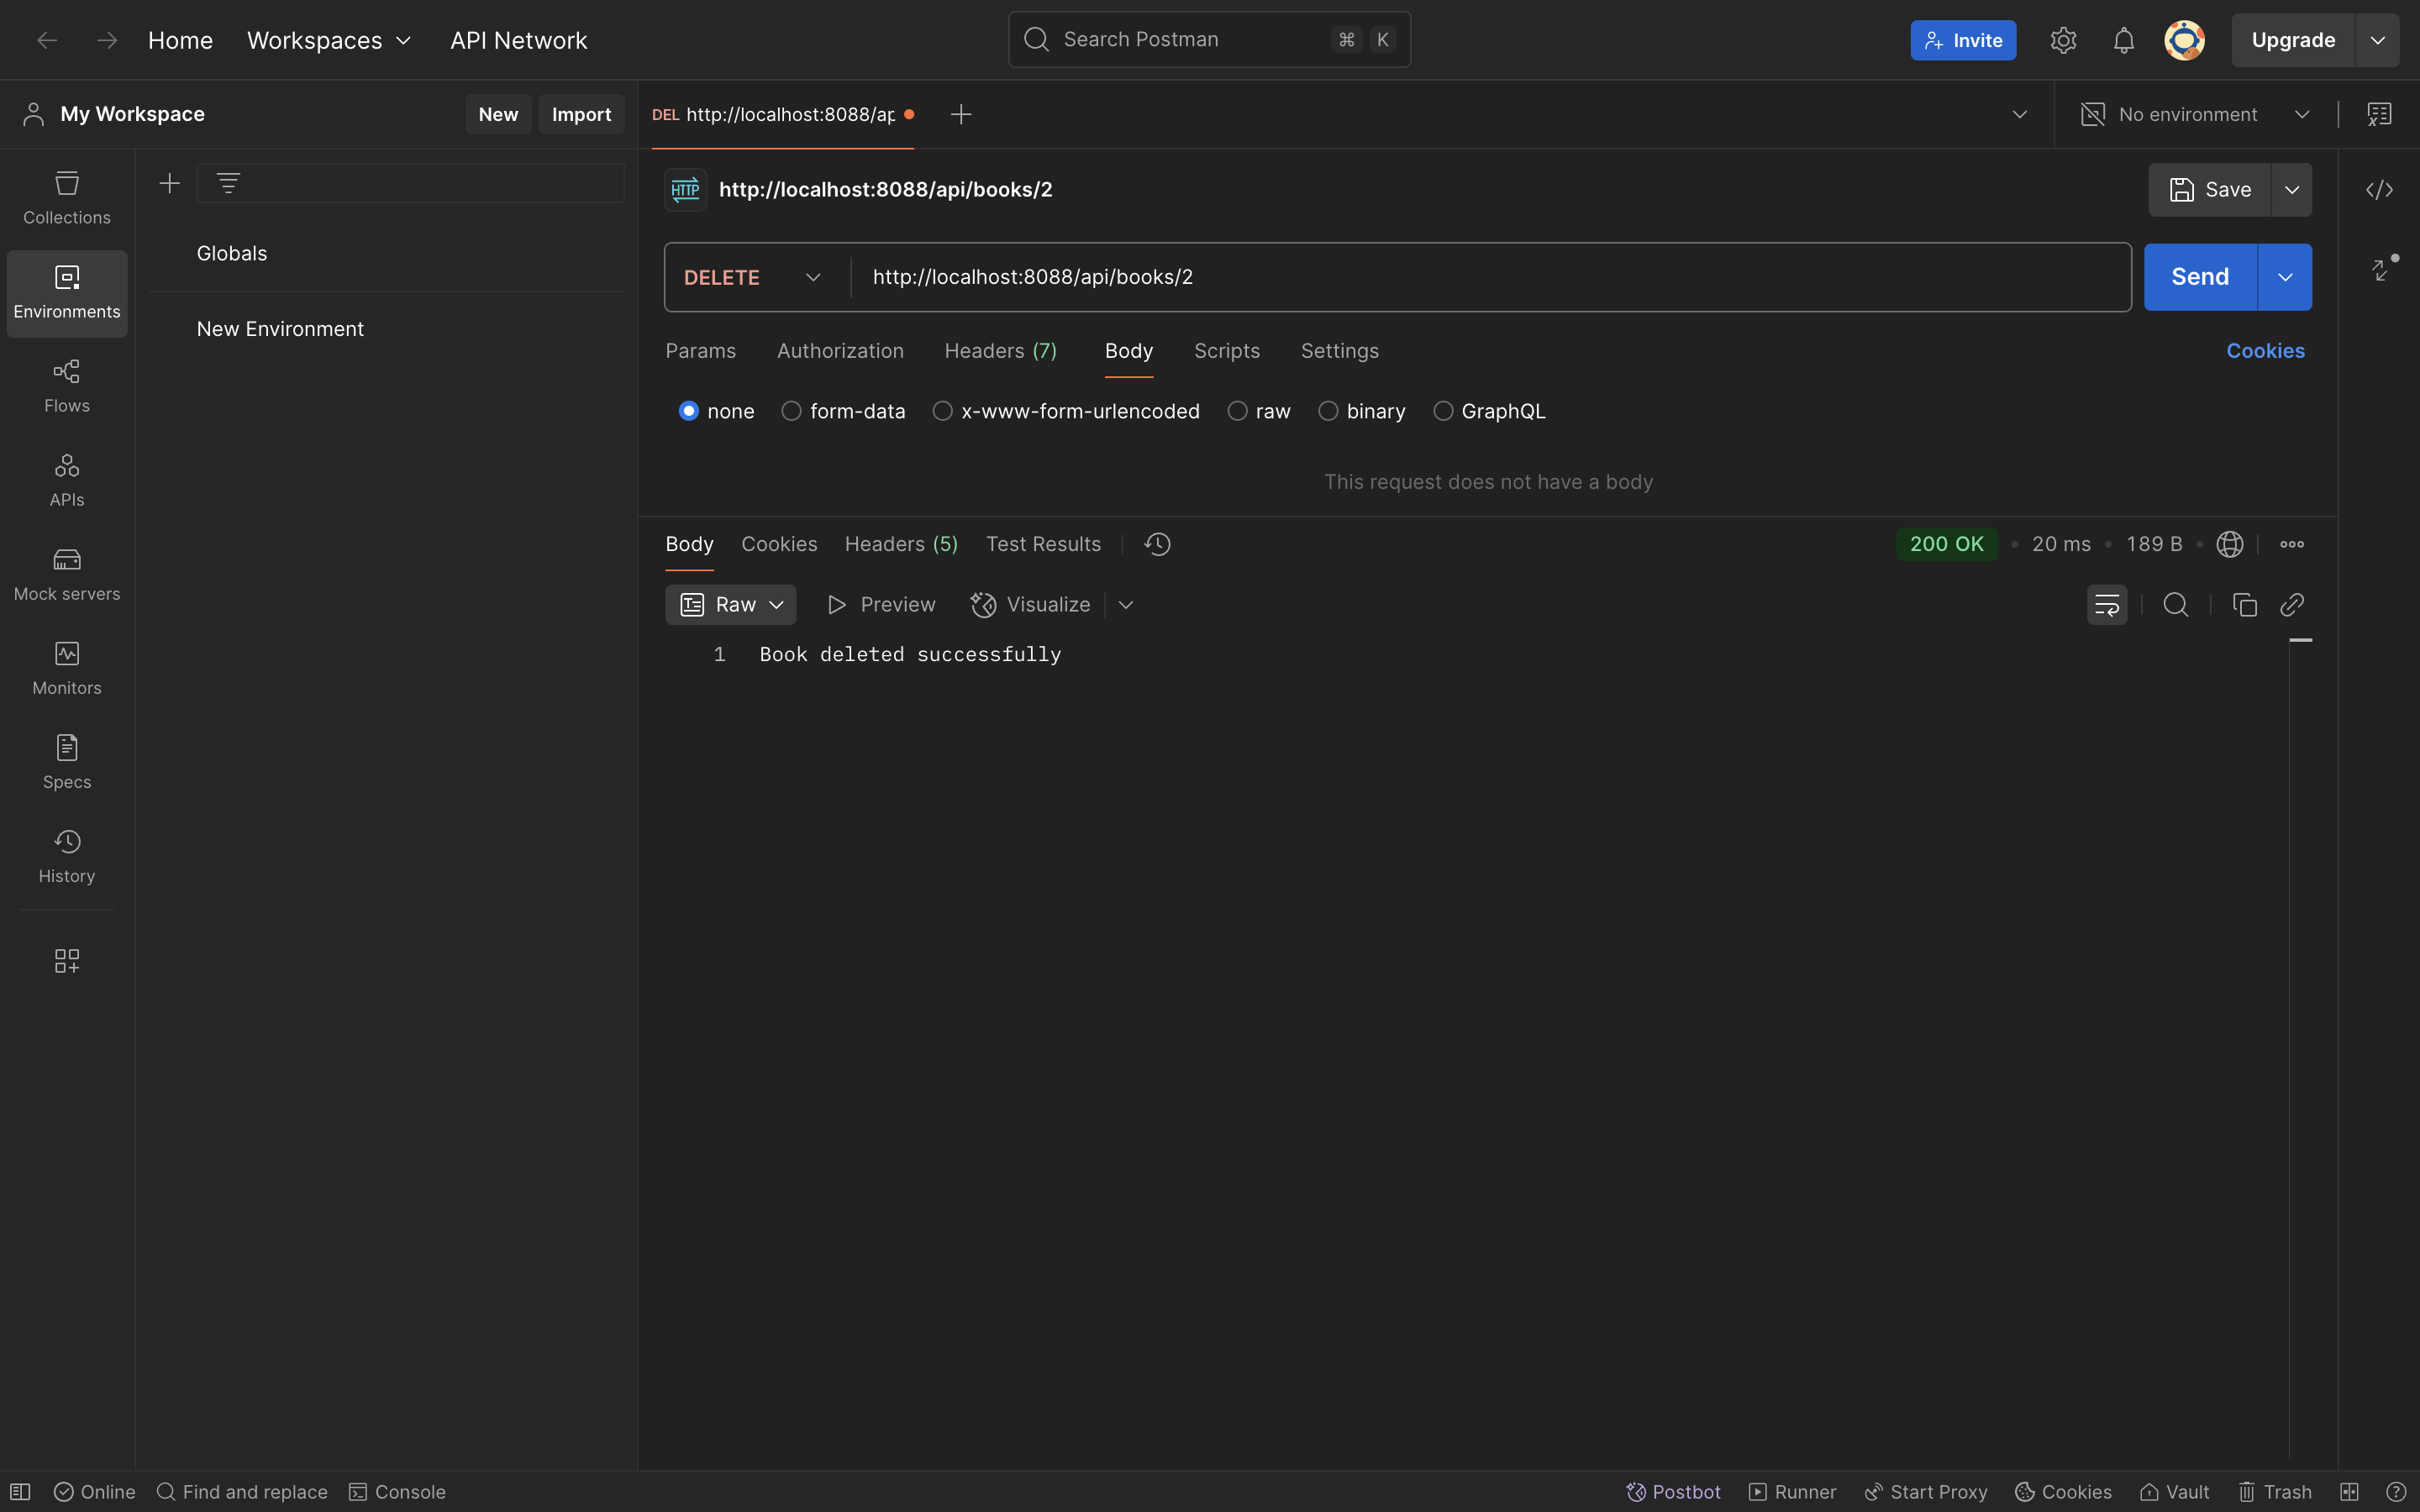 Home Workspaces API Network Search Postman ⌘ K Invite Upgrade
My Workspace New Import DEL http://localhost:8088/ap No environment
Collections
Environments
Flows
APIs
Mock servers
Monitors
Specs
History
Globals
New Environment
HTTP http://localhost:8088/api/books/2 Save
DELETE http://localhost:8088/api/books/2 Send
Params Authorization Headers (7) Body Scripts Settings Cookies
none form-data x-www-form-urlencoded raw binary GraphQL
This request does not have a body
Body Cookies Headers (5) Test Results 200 OK • 20 ms • 189 B •
Raw Preview Visualize
1 Book deleted successfully
Online Find and replace Console Postbot Runner Start Proxy Cookies Vault Trash